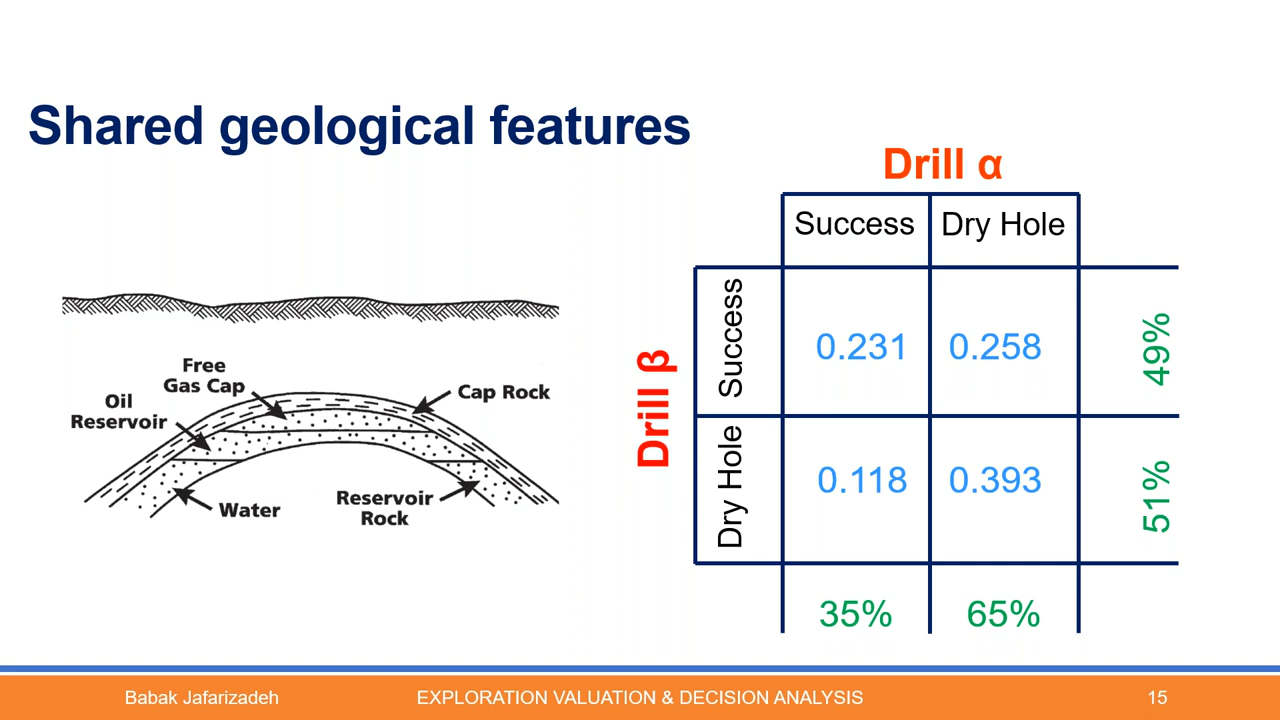 Shared geological features
Drill α
Success
Dry Hole
Drill β
Success
0.231
0.258
49%
Dry Hole
0.118
0.393
51%
35%
65%
Free
Gas Cap
Cap Rock
Oil
Reservoir
Reservoir
Rock
Water
Babak Jafarizadeh
EXPLORATION VALUATION & DECISION ANALYSIS
15